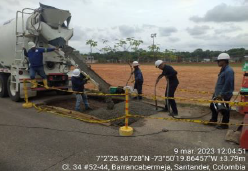 9 mar. 2023 12:04:51
7°2'25.58728"N -73°50'19.86457"W ±3.79m
Cl. 34 #52-44, Barrancabermeja, Santander, Colombia